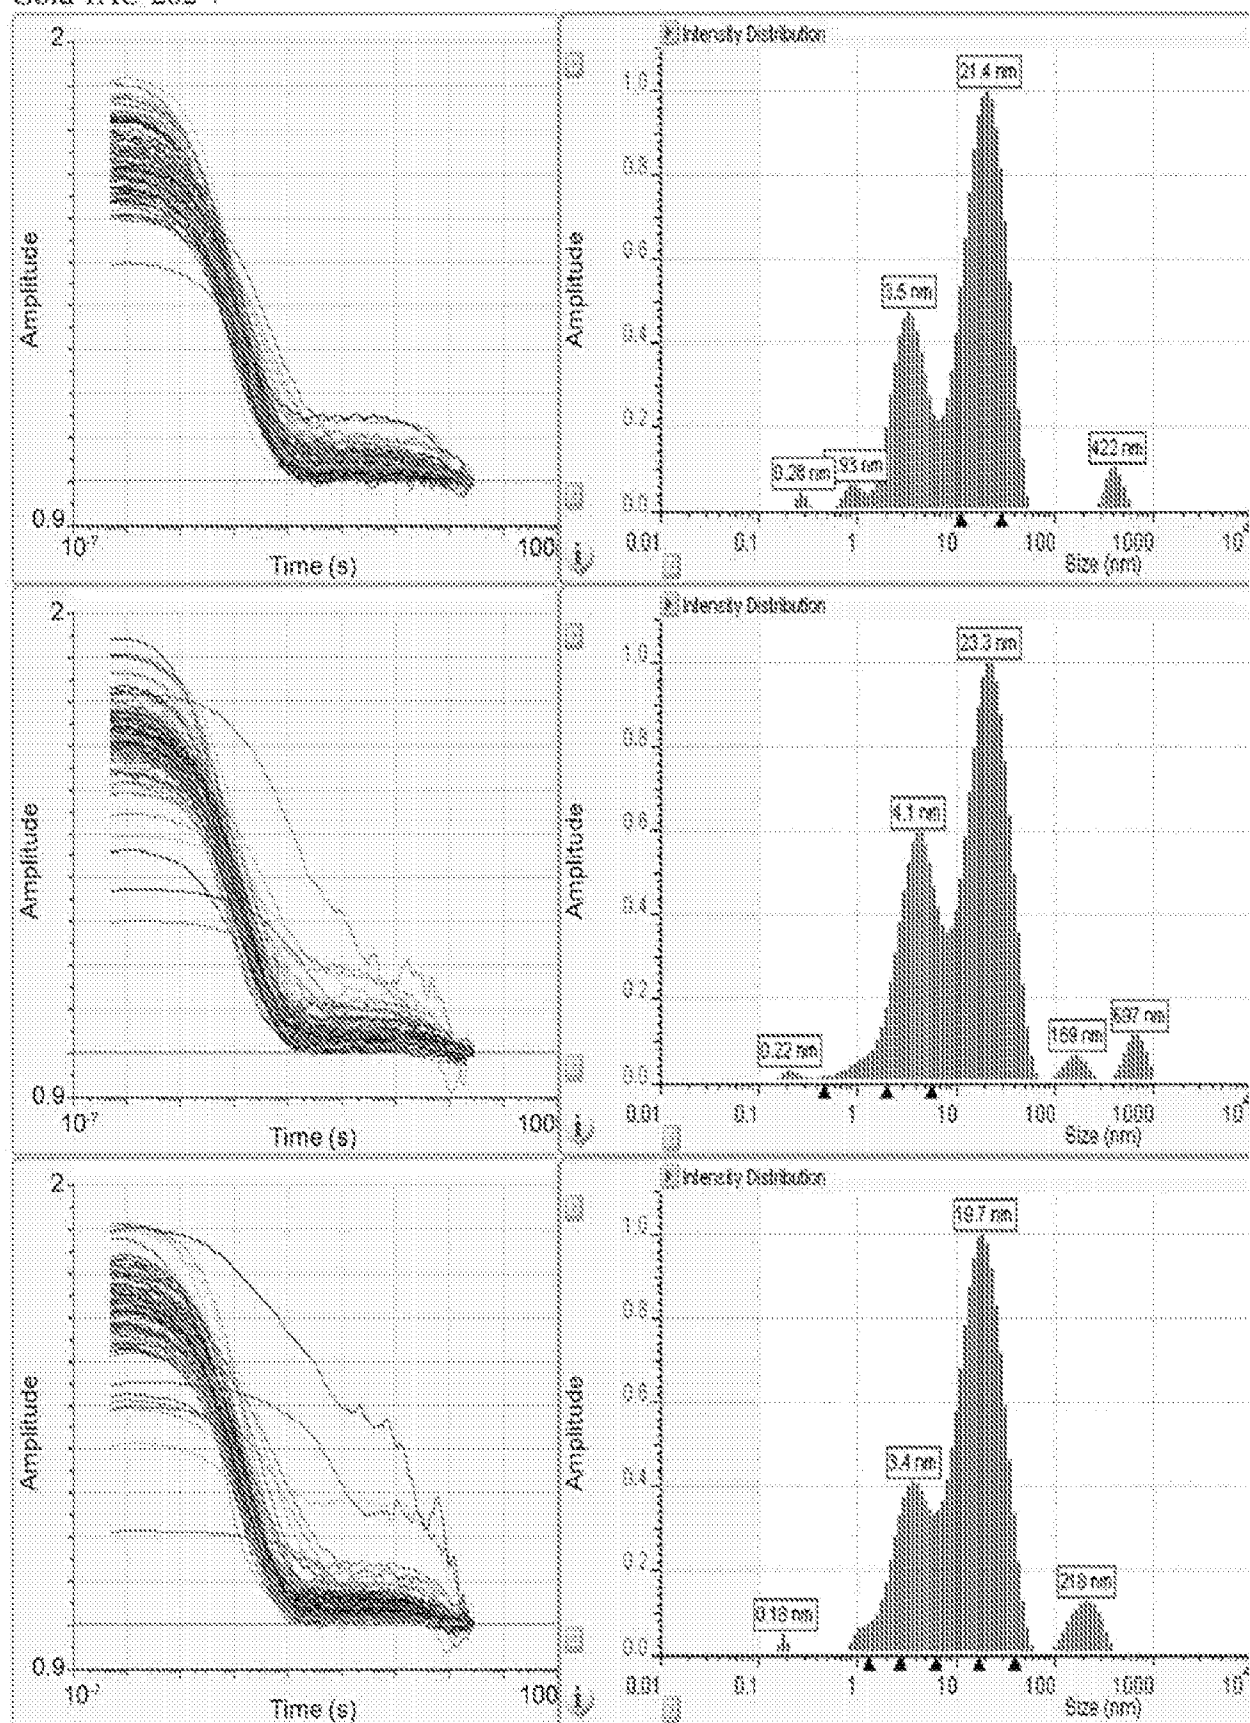 2
Amplitude
0.9
10⁻⁷
100
Time (s)
Intensity Distribution
Amplitude
1.0
0.8
0.6
0.4
0.2
0.0
0.28 nm
.93 nm
3.5 nm
21.4 nm
422 nm
0.01
0.1
1
10
100
1000
Size (nm)
2
Amplitude
0.9
10⁻⁷
100
Time (s)
Intensity Distribution
Amplitude
1.0
0.8
0.6
0.4
0.2
0.0
0.22 nm
4.1 nm
23.3 nm
169 nm
0.01
0.1
1
10
100
1000
Size (nm)
2
Amplitude
0.9
10⁻⁷
100
Time (s)
Intensity Distribution
Amplitude
1.0
0.8
0.6
0.4
0.2
0.0
0.18 nm
3.4 nm
19.7 nm
218 nm
0.01
0.1
1
10
100
1000
Size (nm)